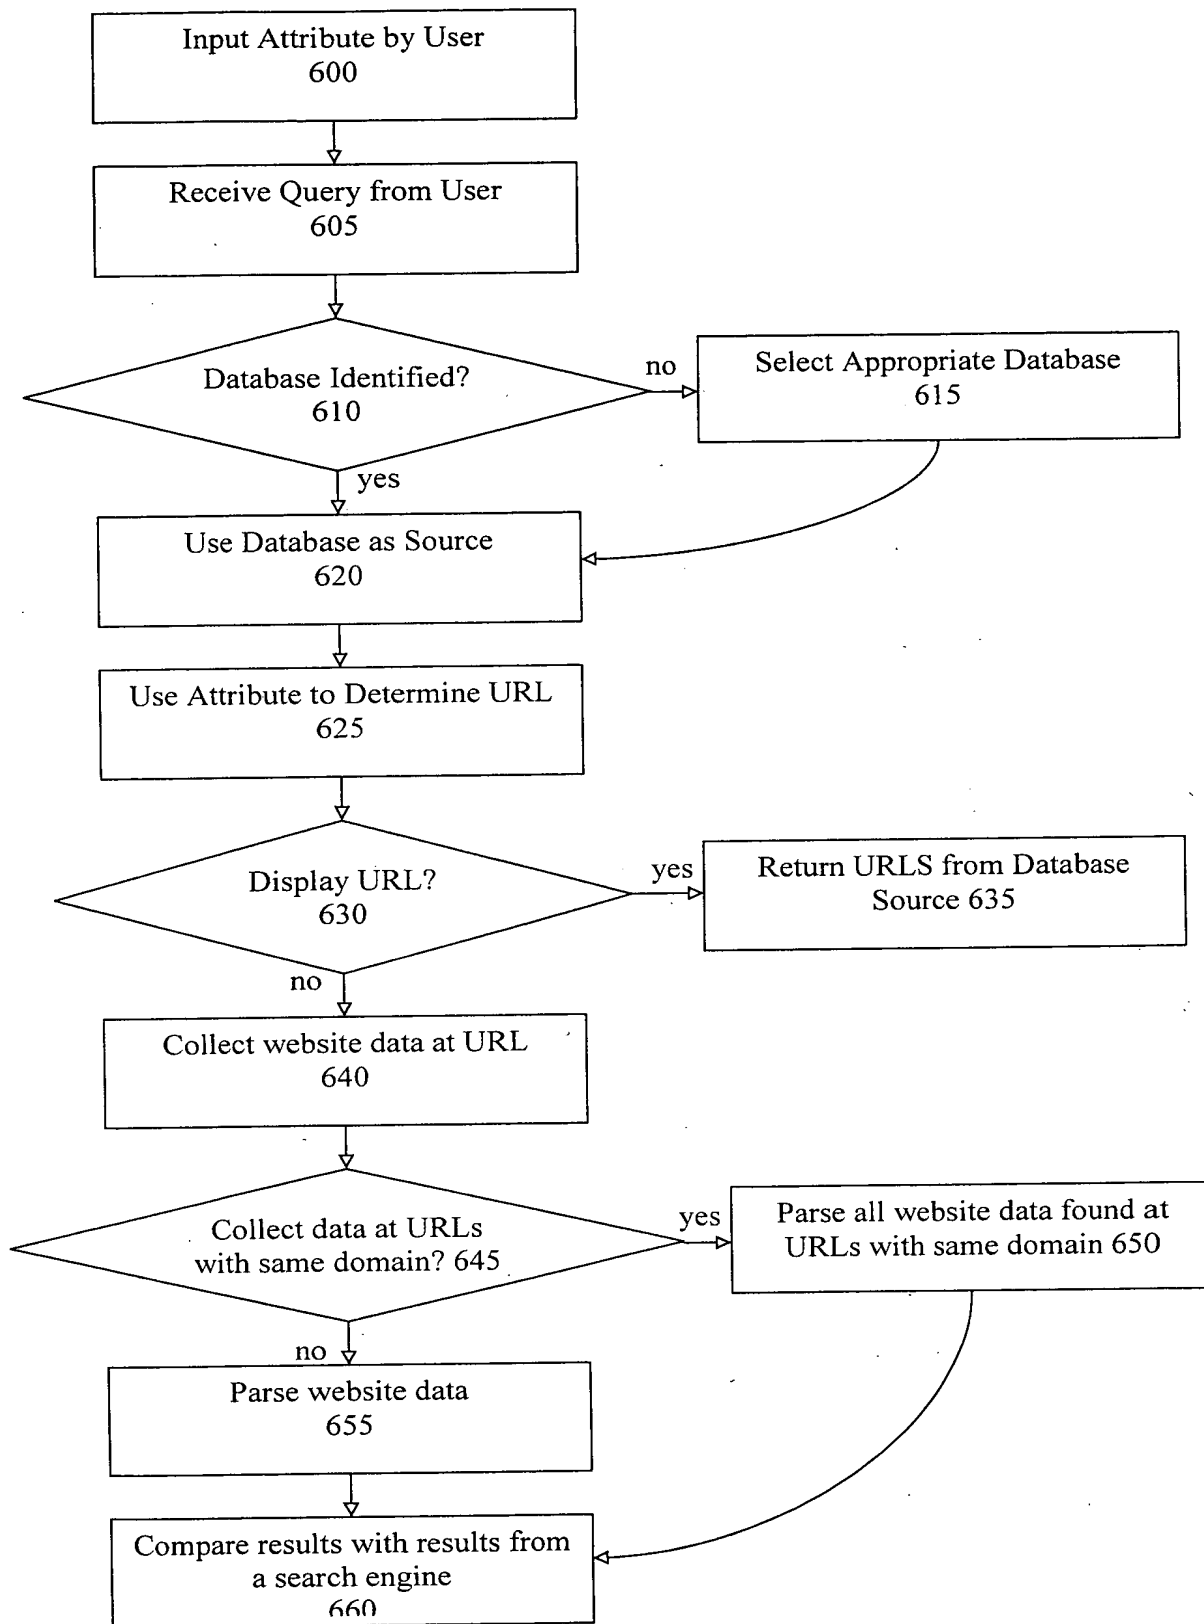 Input Attribute by User
600
Receive Query from User
605
Database Identified?
610
no
Select Appropriate Database
615
yes
Use Database as Source
620
Use Attribute to Determine URL
625
Display URL?
630
yes
Return URLS from Database
Source 635
no
Collect website data at URL
640
Collect data at URLs
with same domain? 645
yes
Parse all website data found at
URLs with same domain 650
no
Parse website data
655
Compare results with results from
a search engine
660